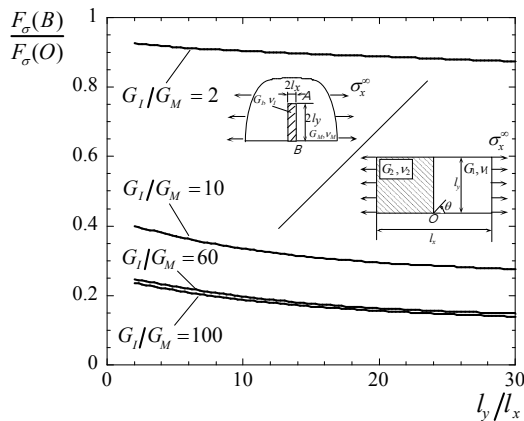 F_σ(B)
F_σ(O)
1
0.8
0.6
0.4
0.2
0
G_I/G_M = 2
2l_x
A
G_I, ν_I
2l_y
G_M, ν_M
B
σ_x^∞
σ_x^∞
G_2, ν_2
G_1, ν_1
l_y
O
θ
l_x
G_I/G_M = 10
G_I/G_M = 60
G_I/G_M = 100
0
10
20
30
l_y/l_x